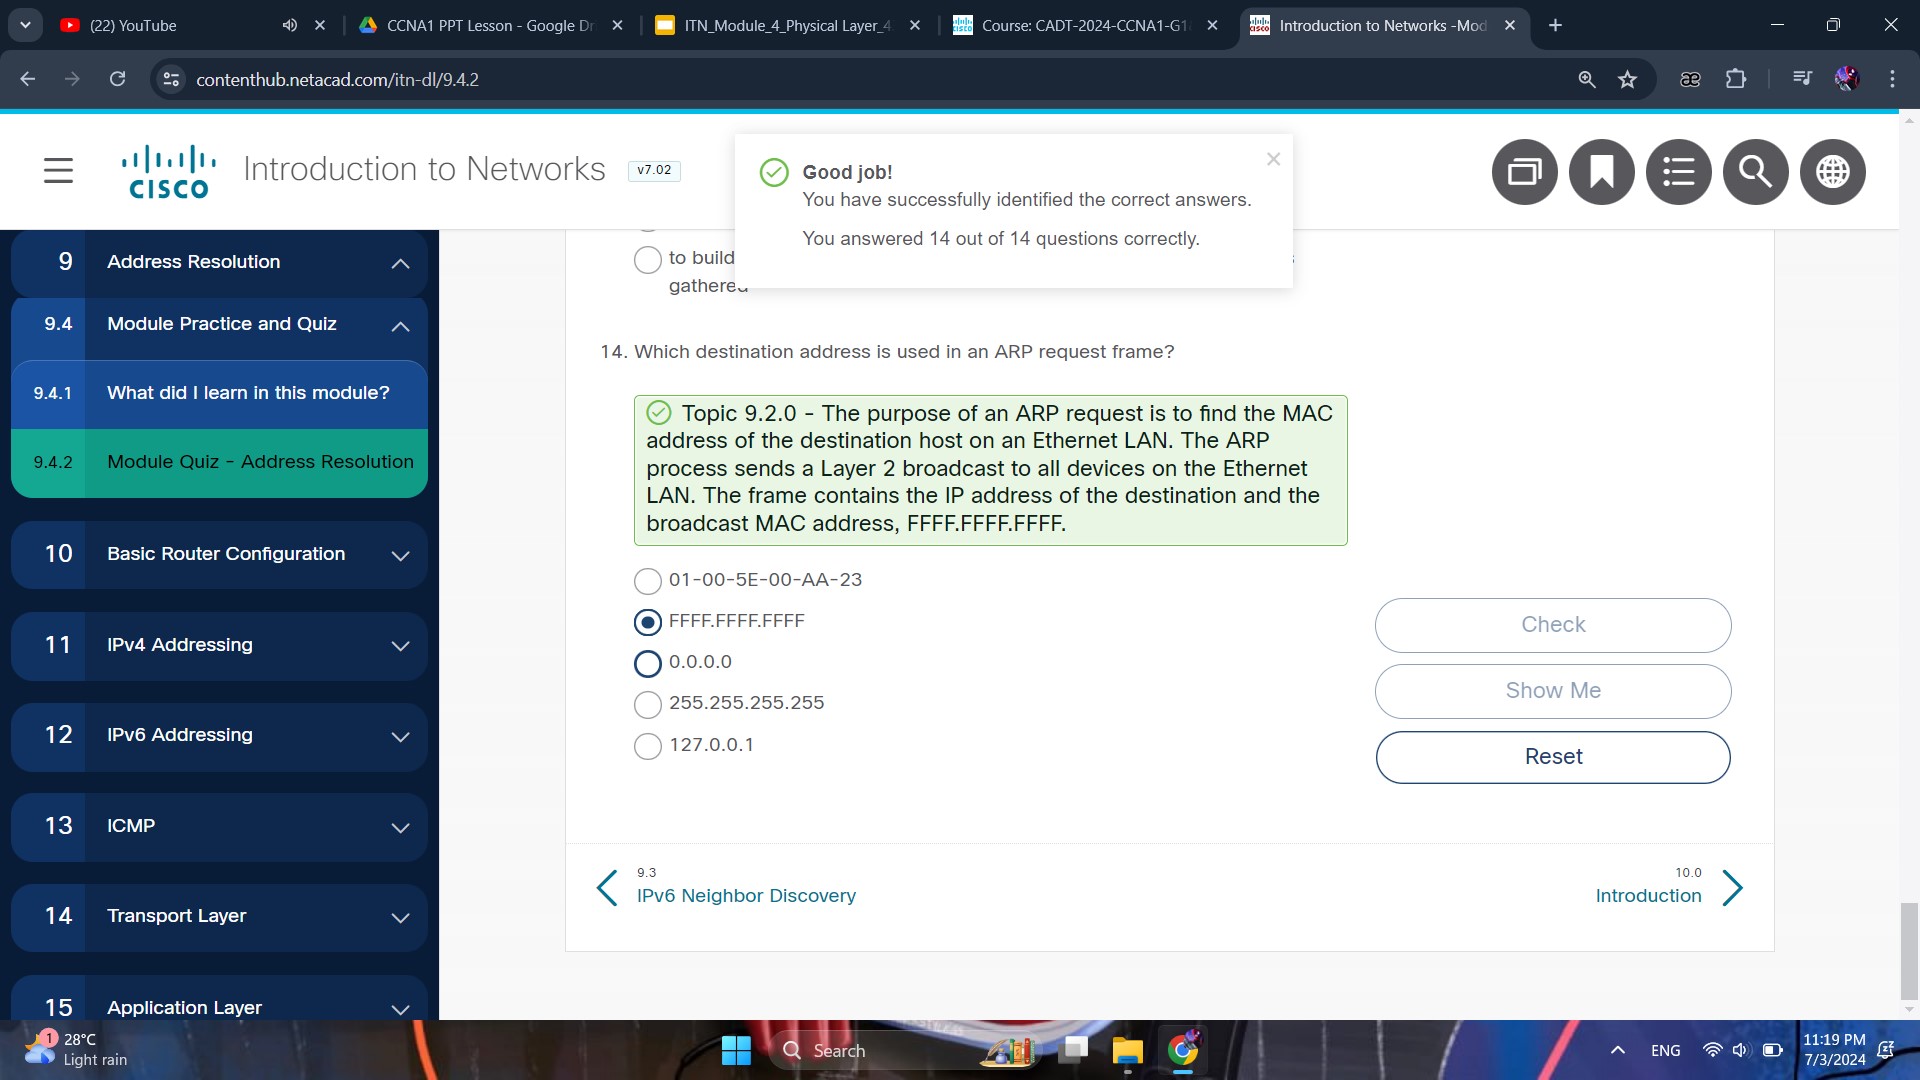 (22) YouTube
CCNA1 PPT Lesson - Google Dr
ITN_Module_4_Physical Layer_4
Course: CADT-2024-CCNA1-G1
Introduction to Networks -Mod
contenthub.netacad.com/itn-dl/9.4.2
æ
CISCO
Introduction to Networks
v7.02
Good job!
You have successfully identified the correct answers.
You answered 14 out of 14 questions correctly.
9 Address Resolution
9.4 Module Practice and Quiz
9.4.1 What did I learn in this module?
9.4.2 Module Quiz - Address Resolution
10 Basic Router Configuration
11 IPv4 Addressing
12 IPv6 Addressing
13 ICMP
14 Transport Layer
15 Application Layer
to build
gathered
14. Which destination address is used in an ARP request frame?
Topic 9.2.0 - The purpose of an ARP request is to find the MAC
address of the destination host on an Ethernet LAN. The ARP
process sends a Layer 2 broadcast to all devices on the Ethernet
LAN. The frame contains the IP address of the destination and the
broadcast MAC address, FFFF.FFFF.FFFF.
01-00-5E-00-AA-23
FFFF.FFFF.FFFF
0.0.0.0
255.255.255.255
127.0.0.1
Check
Show Me
Reset
9.3
IPv6 Neighbor Discovery
10.0
Introduction
1
28°C
Light rain
Search
ENG
11:19 PM
7/3/2024